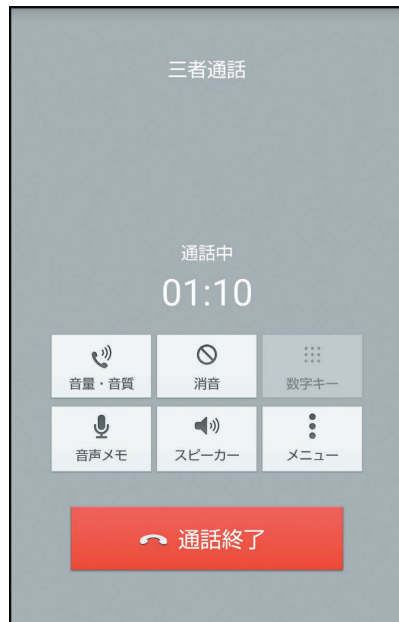 三者通話
通話中
01:10
音量・音質
消音
数字キー
音声メモ
スピーカー
メニュー
通話終了